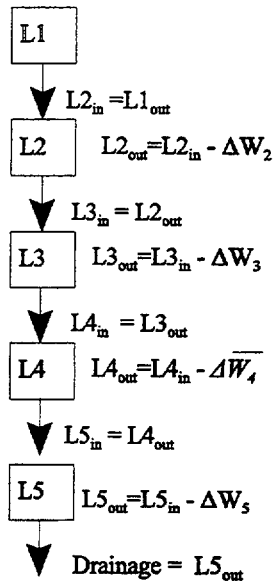 L1
L2in =L1out
L2 L2out=L2in - ΔW2
L3in = L2out
L3 L3out=L3in - ΔW3
L4in = L3out
L4 L4out=L4in - ΔW4
L5in = L4out
L5 L5out=L5in - ΔW5
Drainage = L5out